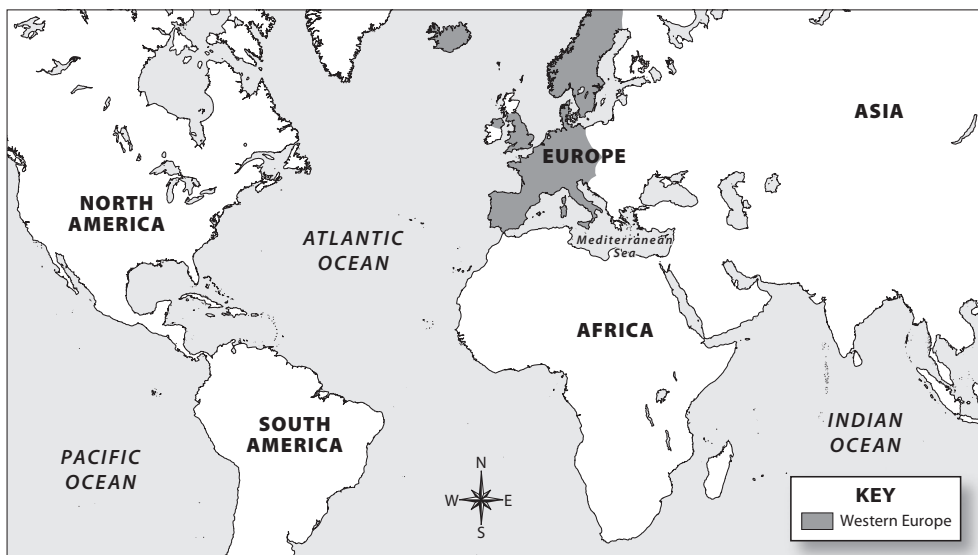 ASIA
EUROPE
NORTH
AMERICA
ATLANTIC
OCEAN
Mediterranean
Sea
AFRICA
SOUTH
AMERICA
INDIAN
OCEAN
PACIFIC
OCEAN
N
W E
S
KEY
Western Europe